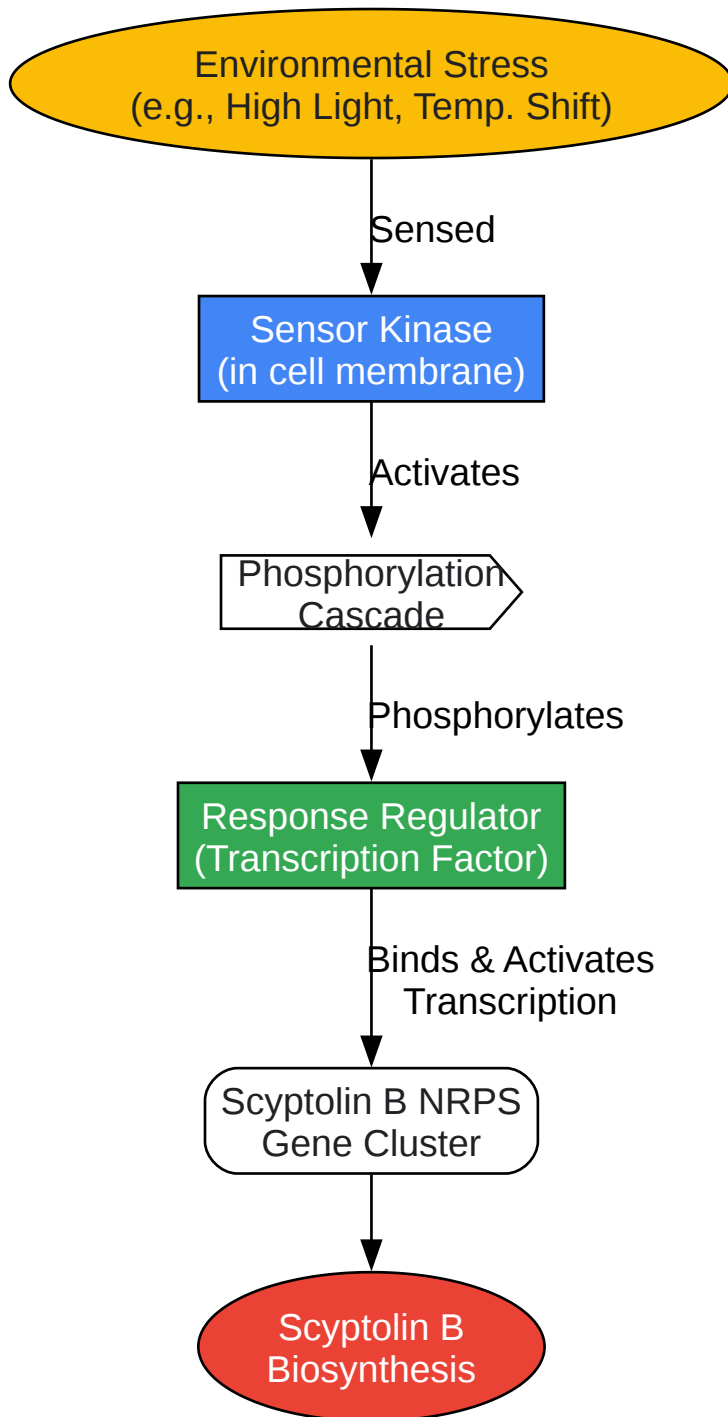 Environmental Stress
(e.g., High Light, Temp. Shift)
Sensed
Sensor Kinase
(in cell membrane)
Activates
Phosphorylation
Cascade
Phosphorylates
Response Regulator
(Transcription Factor)
Binds & Activates
Transcription
Scyptolin B NRPS
Gene Cluster
Scyptolin B
Biosynthesis